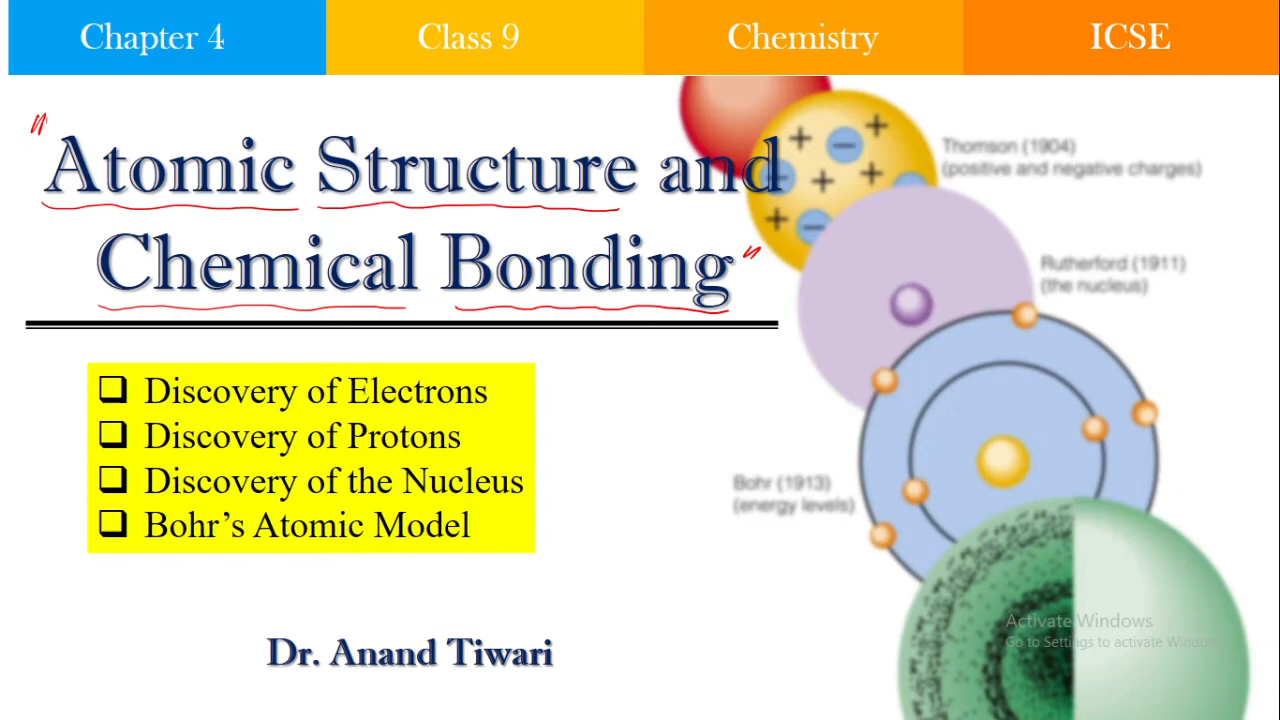 Chapter 4
Class 9
Chemistry
ICSE
"Atomic Structure and
Chemical Bonding"
Thomson (1904)
(positive and negative charges)
Rutherford (1911)
(the nucleus)
❑ Discovery of Electrons
❑ Discovery of Protons
❑ Discovery of the Nucleus
❑ Bohr’s Atomic Model
Bohr (1913)
(energy levels)
Dr. Anand Tiwari
Activate Windows
Go to Settings to activate